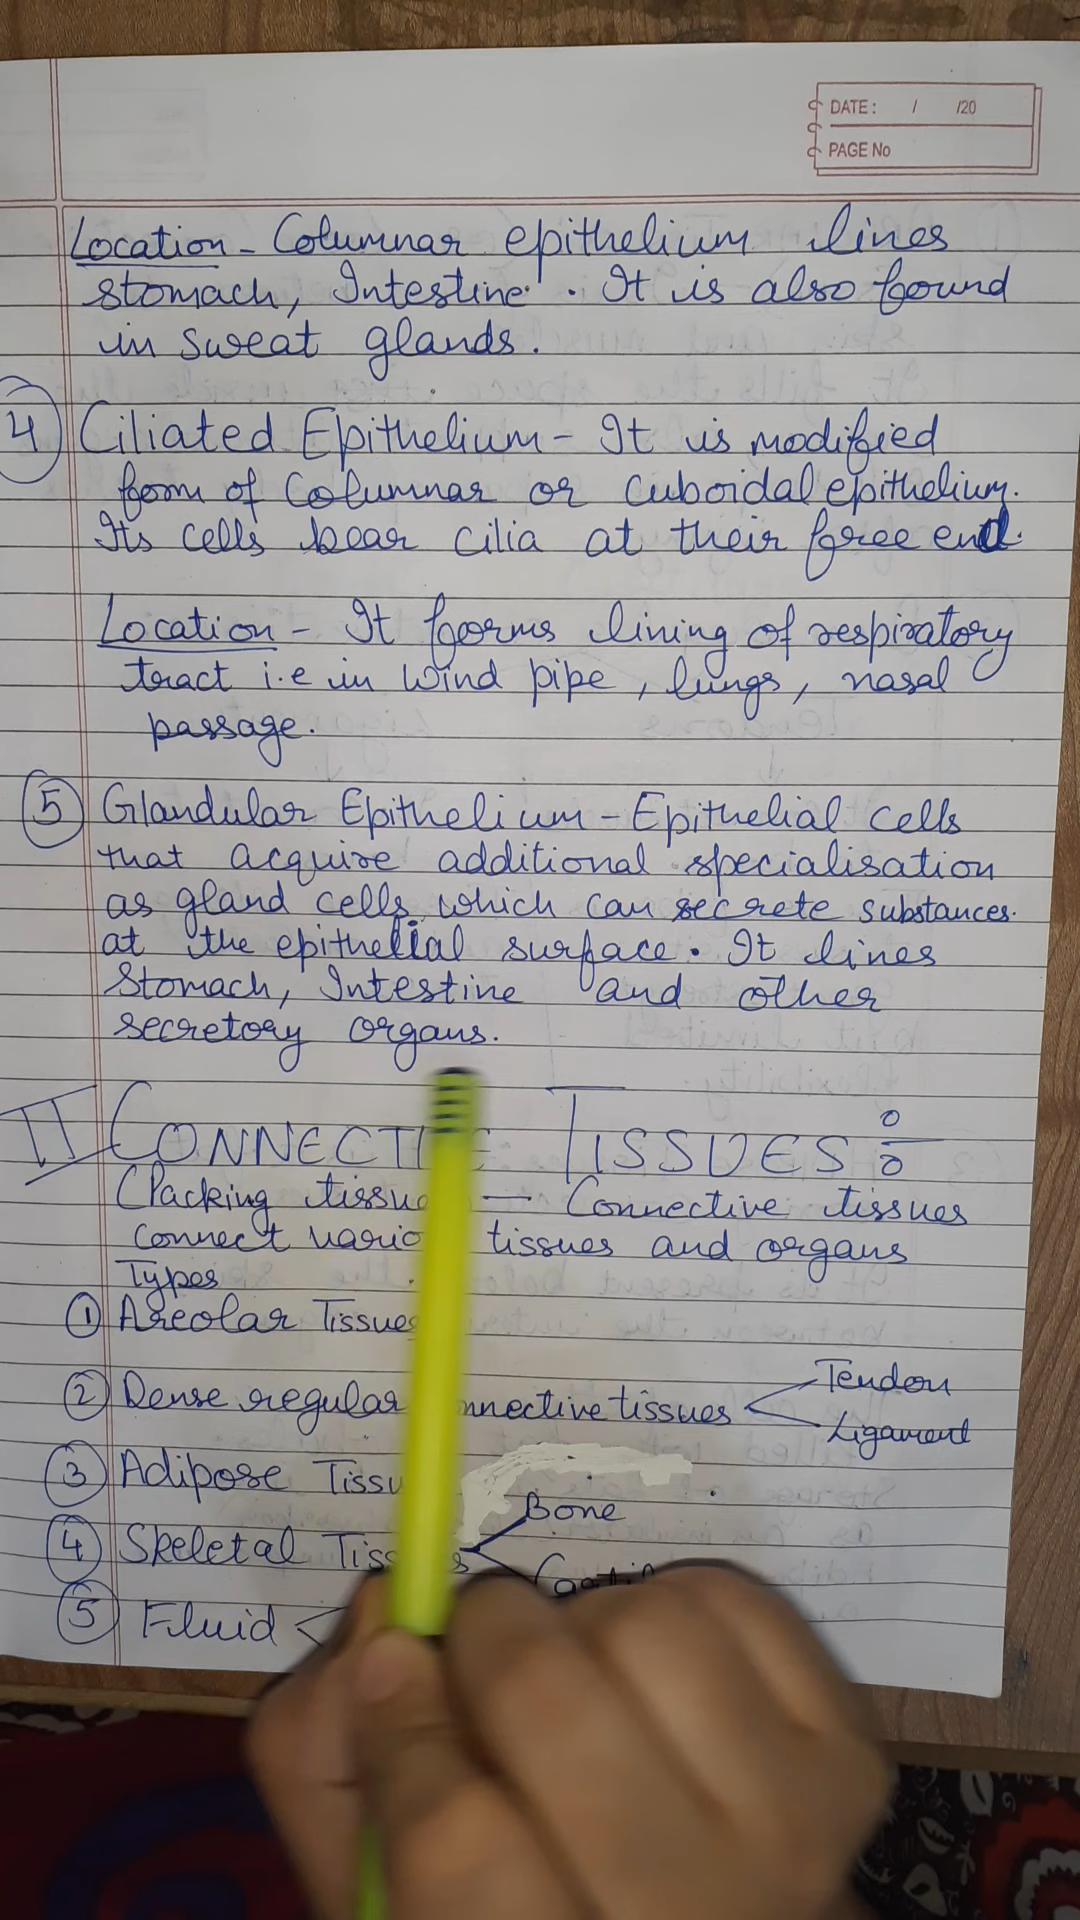 DATE: / /20
PAGE No
Location - Columnar epithelium lines
stomach, Intestine. It is also found
in sweat glands.
4 Ciliated Epithelium - It is modified
form of Columnar or cuboidal epithelium.
Its cells bear cilia at their free end.
Location - It forms lining of respiratory
tract i.e in wind pipe, lungs, nasal
passage.
5 Glandular Epithelium - Epithelial cells
that acquire additional specialisation
as gland cells, which can secrete substances.
at the epithelial surface. It lines
Stomach, Intestine and other
secretory organs.
II CONNECTIVE TISSUES :-
(Packing tissue — Connective tissues
connect various tissues and organs
Types
① Areolar Tissues
② Dense regular connective tissues < Tendon
Ligament
③ Adipose Tissu
④ Skeletal Tissues < Bone
⑤ Fluid <